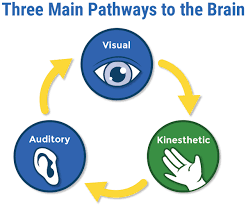 Three Main Pathways to the Brain
Visual
Auditory
Kinesthetic